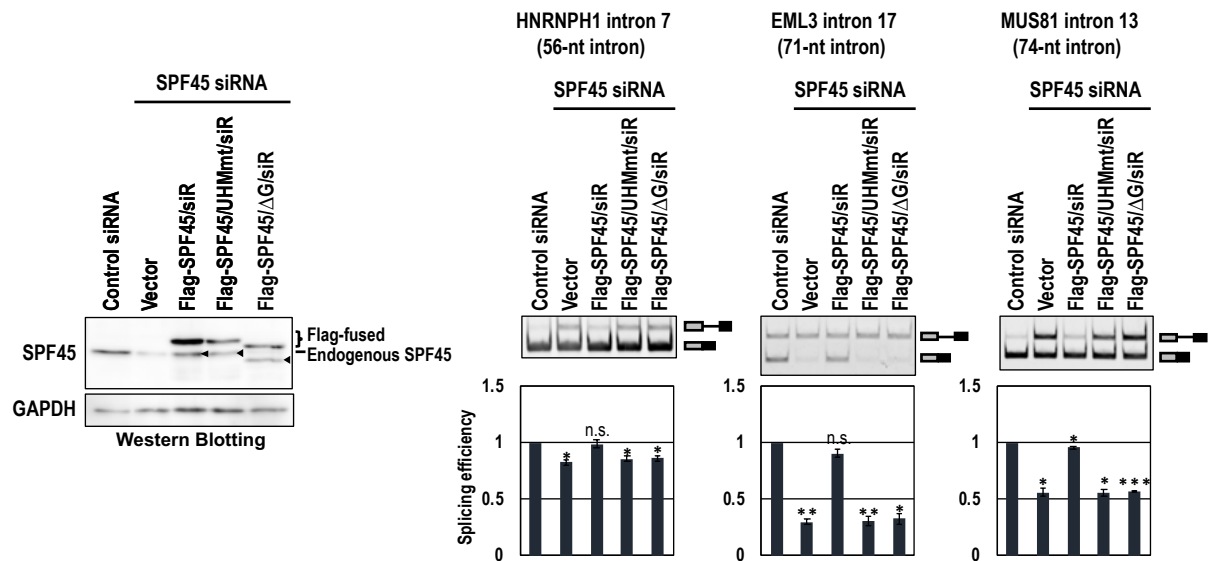 SPF45 siRNA
Control siRNA
Vector
Flag-SPF45/siR
Flag-SPF45/UHMmt/siR
Flag-SPF45/ΔG/siR
SPF45
Flag-fused
Endogenous SPF45
GAPDH
Western Blotting
HNRNPH1 intron 7
(56-nt intron)
SPF45 siRNA
Control siRNA
Vector
Flag-SPF45/siR
Flag-SPF45/UHMmt/siR
Flag-SPF45/ΔG/siR
Splicing efficiency
1.5
1
0.5
0
*
n.s.
*
*
EML3 intron 17
(71-nt intron)
SPF45 siRNA
Control siRNA
Vector
Flag-SPF45/siR
Flag-SPF45/UHMmt/siR
Flag-SPF45/ΔG/siR
1.5
1
0.5
0
**
n.s.
**
*
MUS81 intron 13
(74-nt intron)
SPF45 siRNA
Control siRNA
Vector
Flag-SPF45/siR
Flag-SPF45/UHMmt/siR
Flag-SPF45/ΔG/siR
1.5
1
0.5
0
*
*
*
***